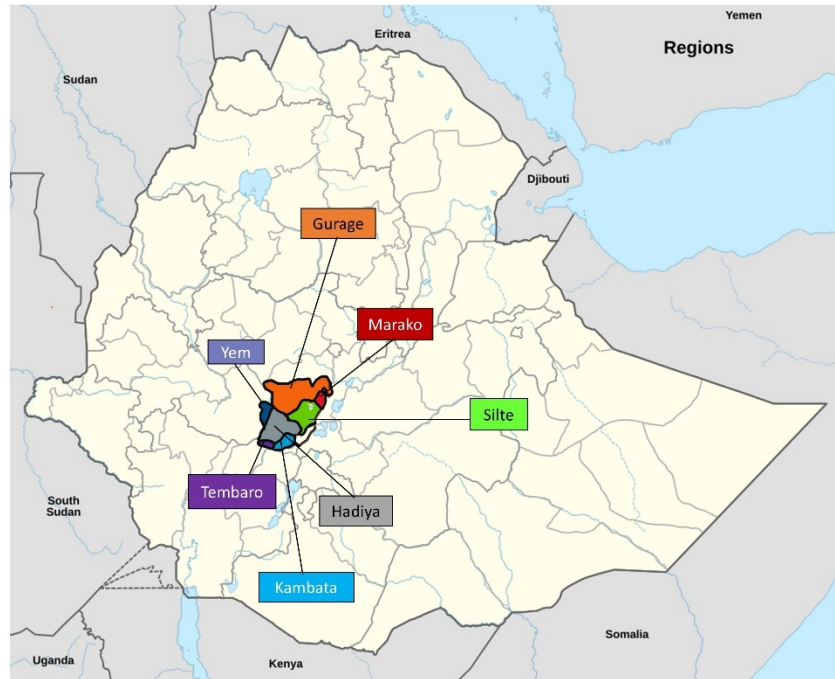 Yemen
Eritrea
Regions
Sudan
Djibouti
Gurage
Marako
Yem
Silte
Tembaro
Hadiya
South
Sudan
Kambata
Somalia
Uganda
Kenya